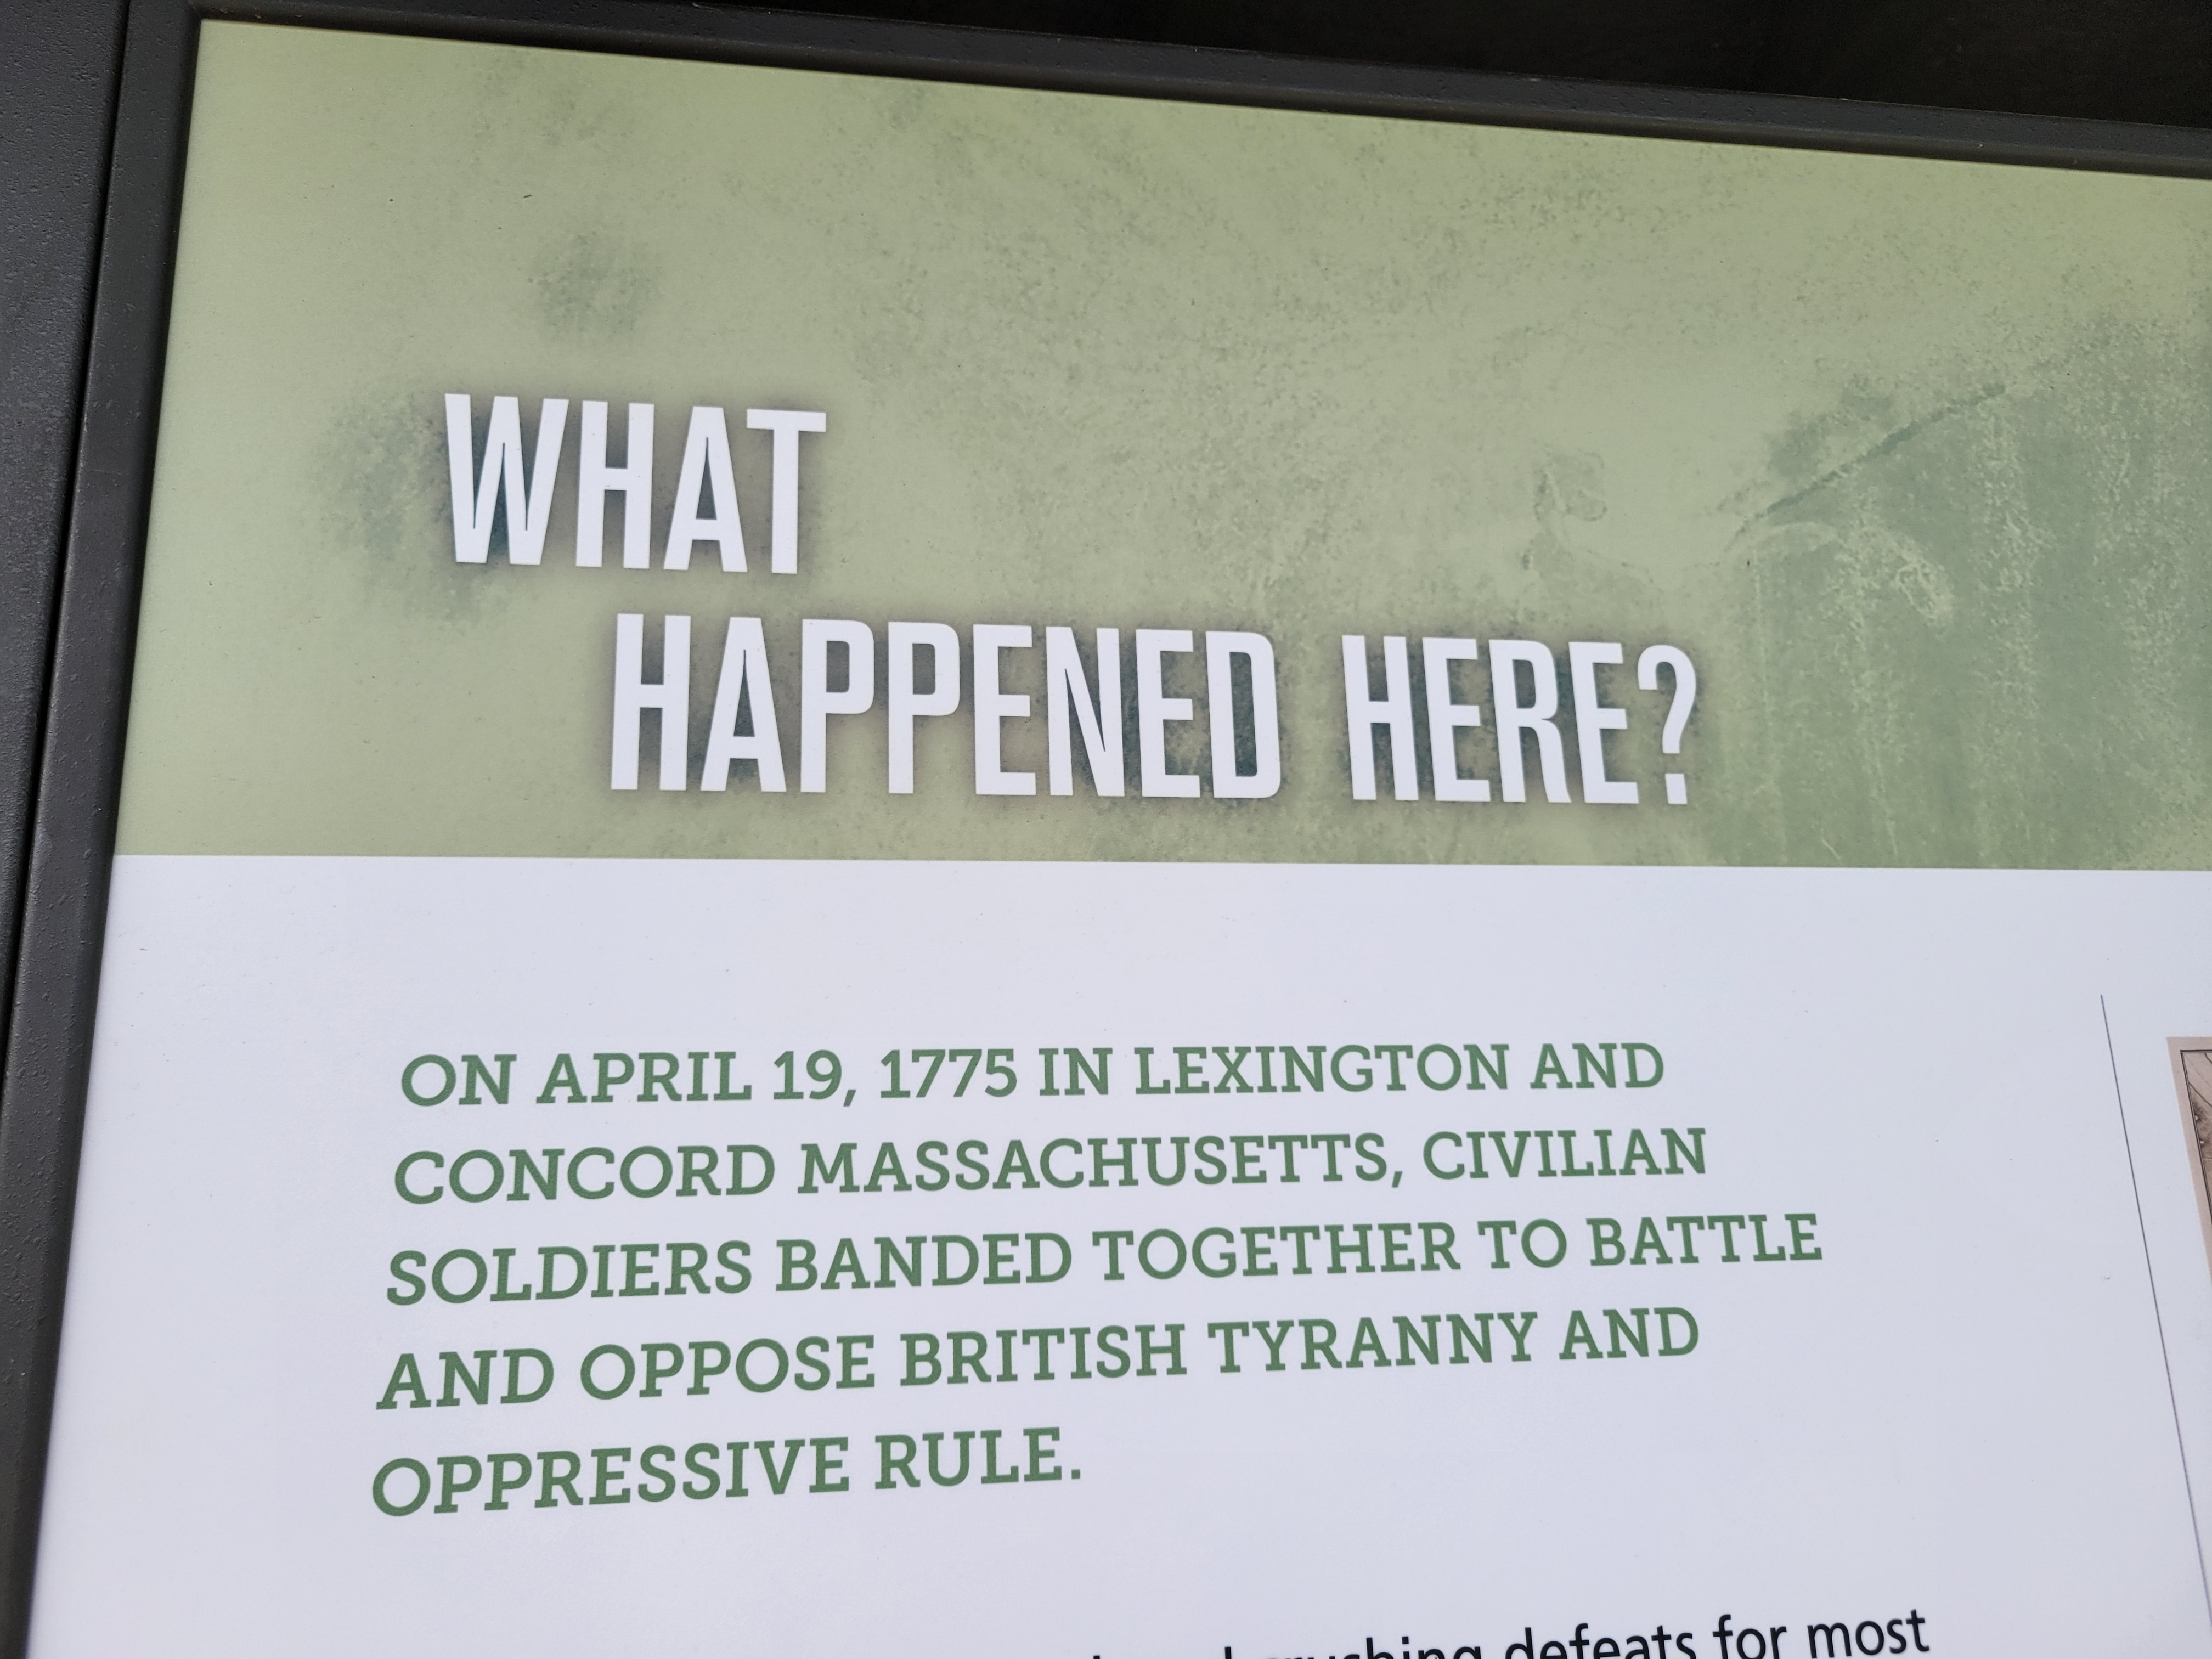 WHAT
HAPPENED HERE?
ON APRIL 19, 1775 IN LEXINGTON AND
CONCORD MASSACHUSETTS, CIVILIAN
SOLDIERS BANDED TOGETHER TO BATTLE
AND OPPOSE BRITISH TYRANNY AND
OPPRESSIVE RULE.
crushing defeats for most